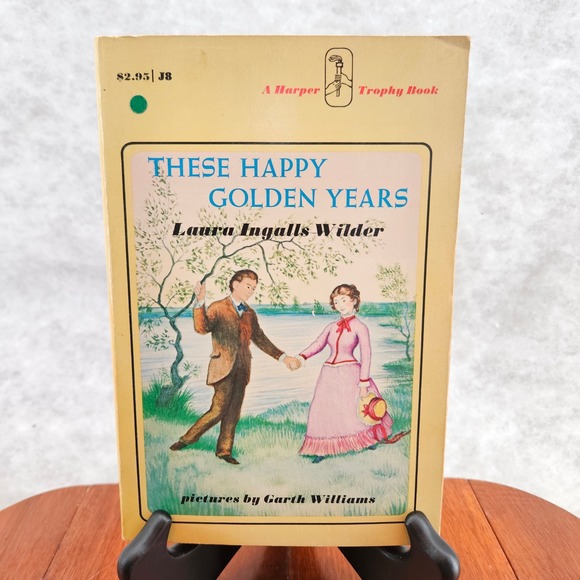 $2.95 | J8
A Harper Trophy Book
THESE HAPPY
GOLDEN YEARS
Laura Ingalls Wilder
pictures by Garth Williams